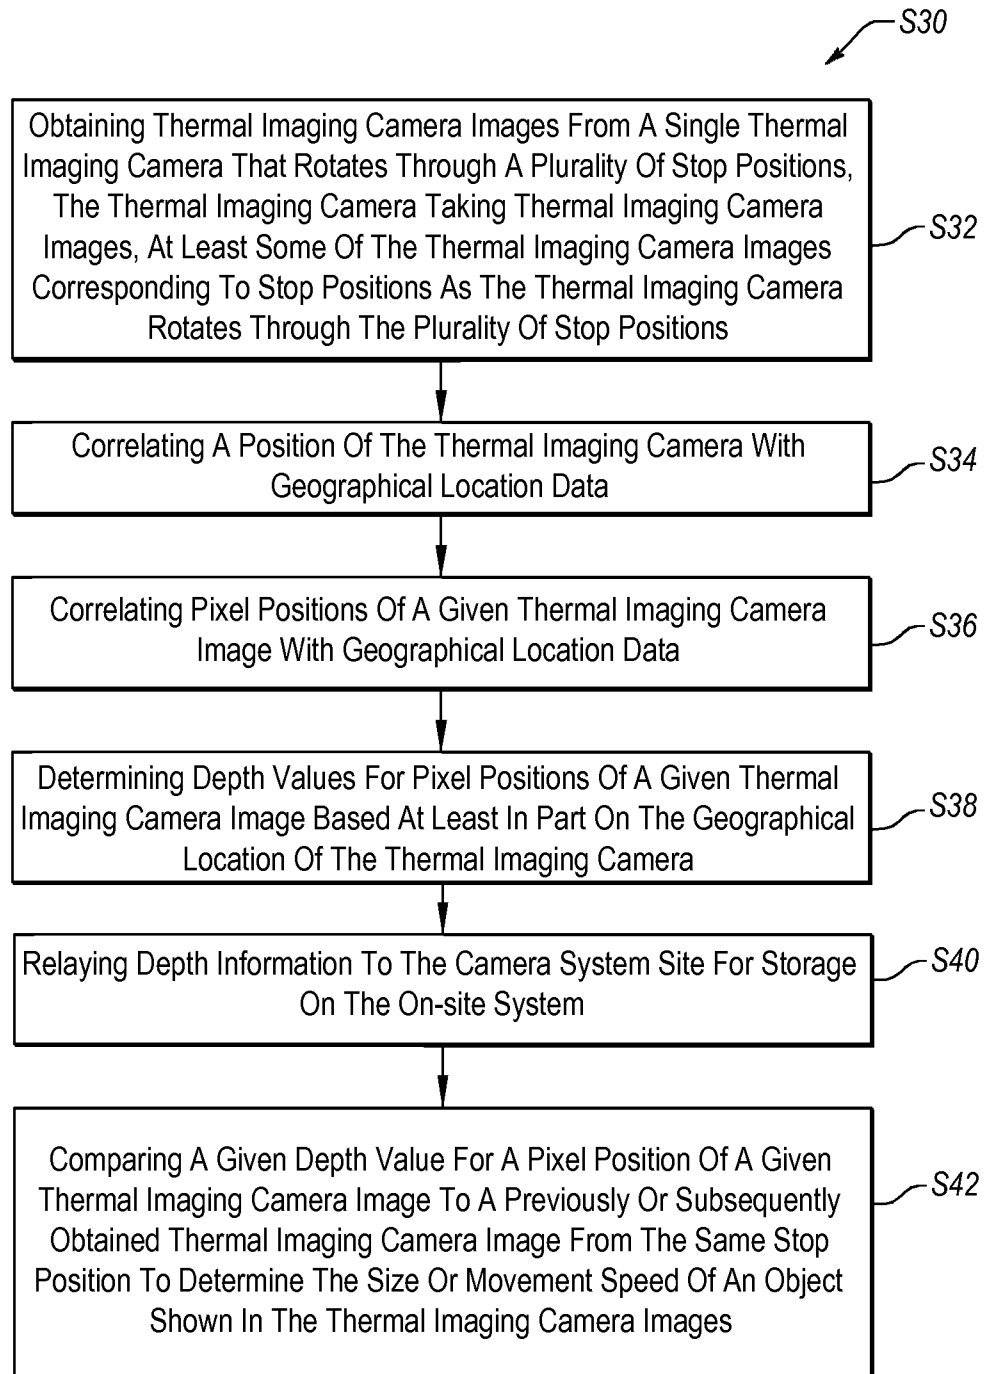 S30
Obtaining Thermal Imaging Camera Images From A Single Thermal
Imaging Camera That Rotates Through A Plurality Of Stop Positions,
The Thermal Imaging Camera Taking Thermal Imaging Camera
Images, At Least Some Of The Thermal Imaging Camera Images
Corresponding To Stop Positions As The Thermal Imaging Camera
Rotates Through The Plurality Of Stop Positions
S32
Correlating A Position Of The Thermal Imaging Camera With
Geographical Location Data
S34
Correlating Pixel Positions Of A Given Thermal Imaging Camera
Image With Geographical Location Data
S36
Determining Depth Values For Pixel Positions Of A Given Thermal
Imaging Camera Image Based At Least In Part On The Geographical
Location Of The Thermal Imaging Camera
S38
Relaying Depth Information To The Camera System Site For Storage
On The On-site System
S40
Comparing A Given Depth Value For A Pixel Position Of A Given
Thermal Imaging Camera Image To A Previously Or Subsequently
Obtained Thermal Imaging Camera Image From The Same Stop
Position To Determine The Size Or Movement Speed Of An Object
Shown In The Thermal Imaging Camera Images
S42